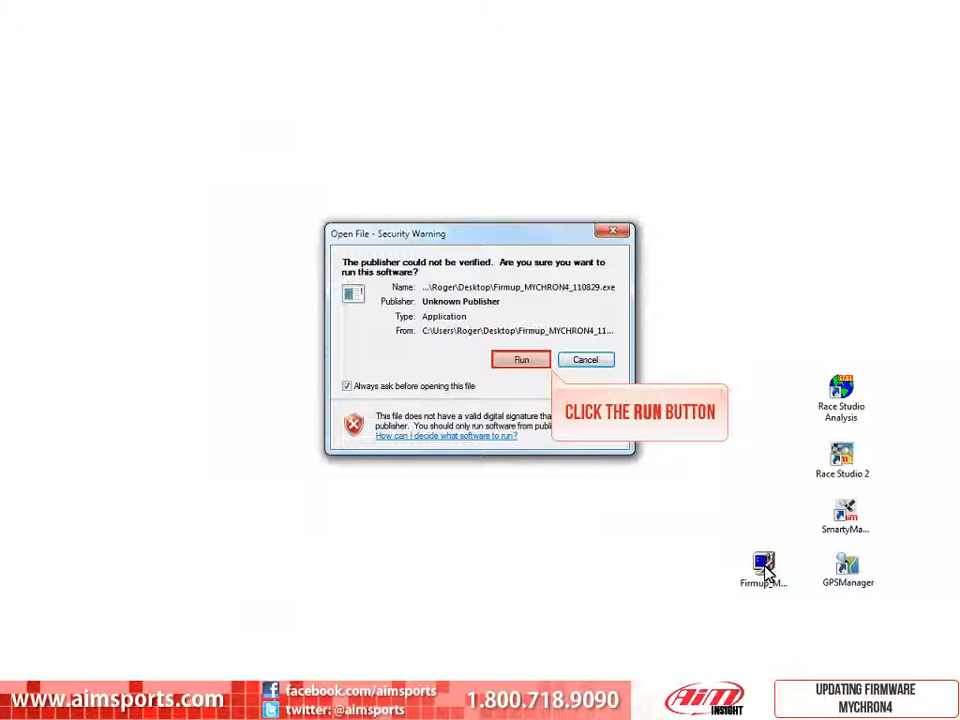 Open File - Security Warning
The publisher could not be verified. Are you sure you want to
run this software?
Name: ...\Roger\Desktop\Firmup_MYCHRON4_110829.exe
Publisher: Unknown Publisher
Type: Application
From: C:\Users\Roger\Desktop\Firmup_MYCHRON4_11...
Run Cancel
Always ask before opening this file
CLICK THE RUN BUTTON
This file does not have a valid digital signature tha
publisher. You should only run software from publ
How can I decide what software to run?
Race Studio
Analysis
Race Studio 2
SmartyMa...
Firmup_M...
GPSManager
www.aimsports.com
facebook.com/aimsports
twitter: @aimsports
1.800.718.9090
AiM
INSIGHT
UPDATING FIRMWARE
MYCHRON4